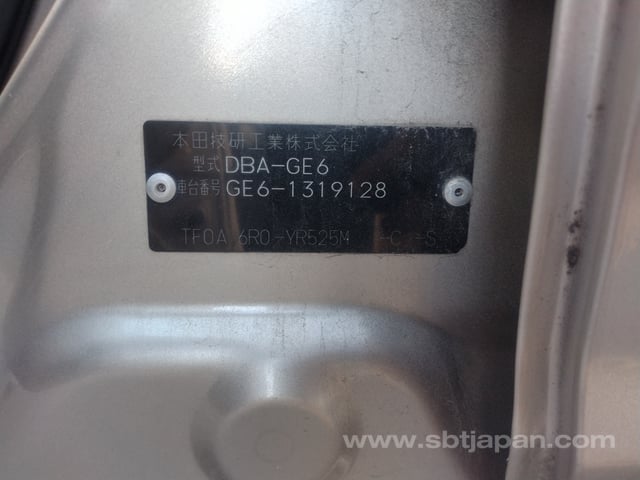 本田技研工業株式会社
型式 DBA-GE6
車台番号 GE6-1319128
TF0A 6R0-YR525M -C -S
www.sbtjapan.com